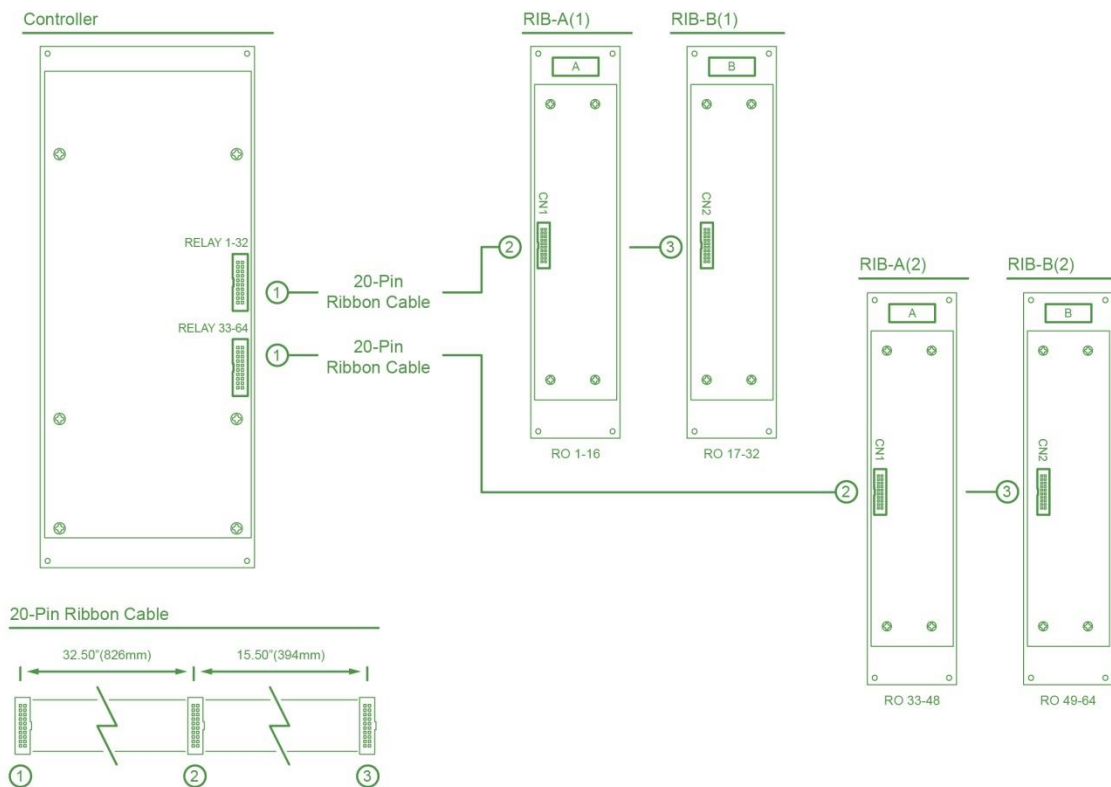 Controller
RIB-A(1)
RIB-B(1)
A
B
CN1
CN2
RELAY 1-32
2
3
RIB-A(2)
RIB-B(2)
1
20-Pin
Ribbon Cable
A
B
RELAY 33-64
1
20-Pin
Ribbon Cable
RO 1-16
RO 17-32
CN1
CN2
2
3
20-Pin Ribbon Cable
32.50"(826mm)
15.50"(394mm)
RO 33-48
RO 49-64
1
2
3